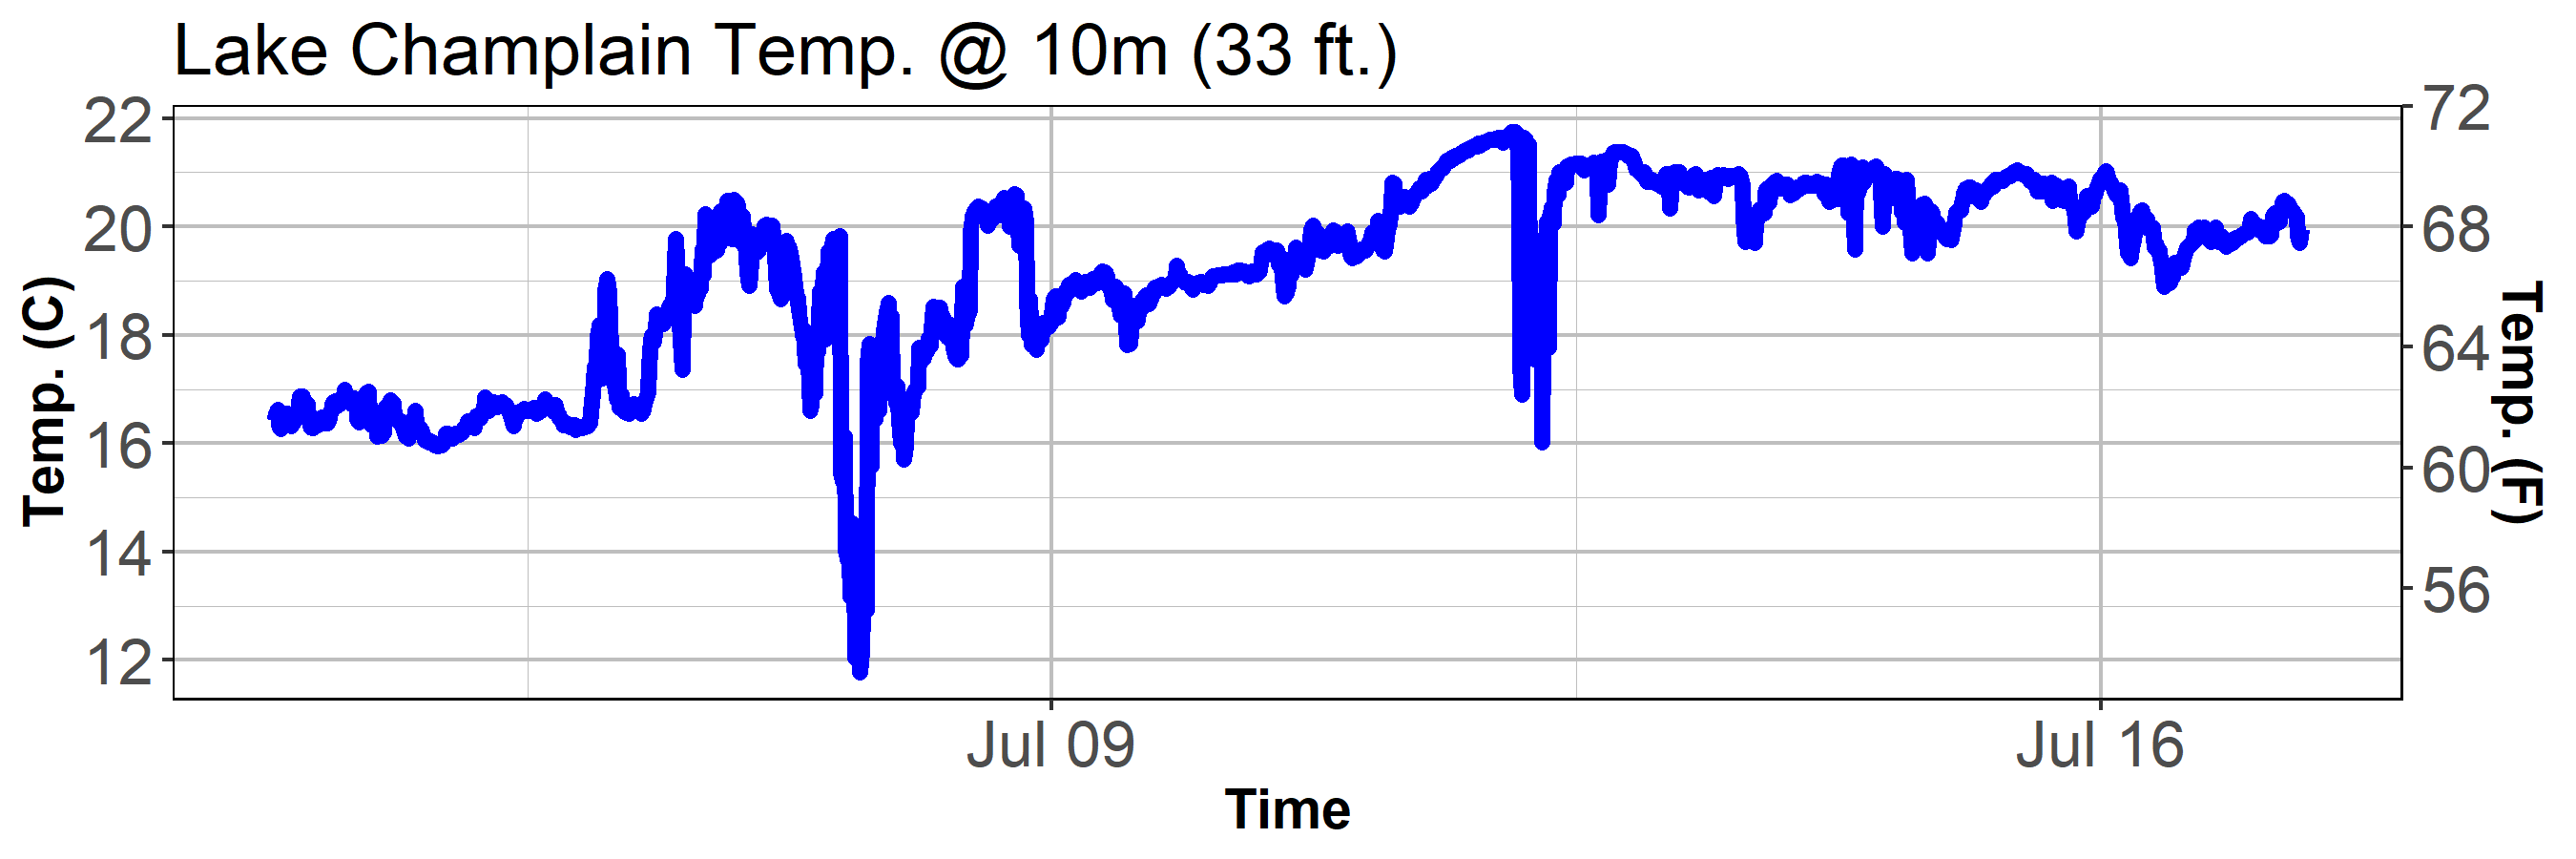 Lake Champlain Temp. @ 10m (33 ft.)
Temp. (C)
22
20
18
16
14
12
72
68
64
60
56
Temp. (F)
Jul 09
Jul 16
Time